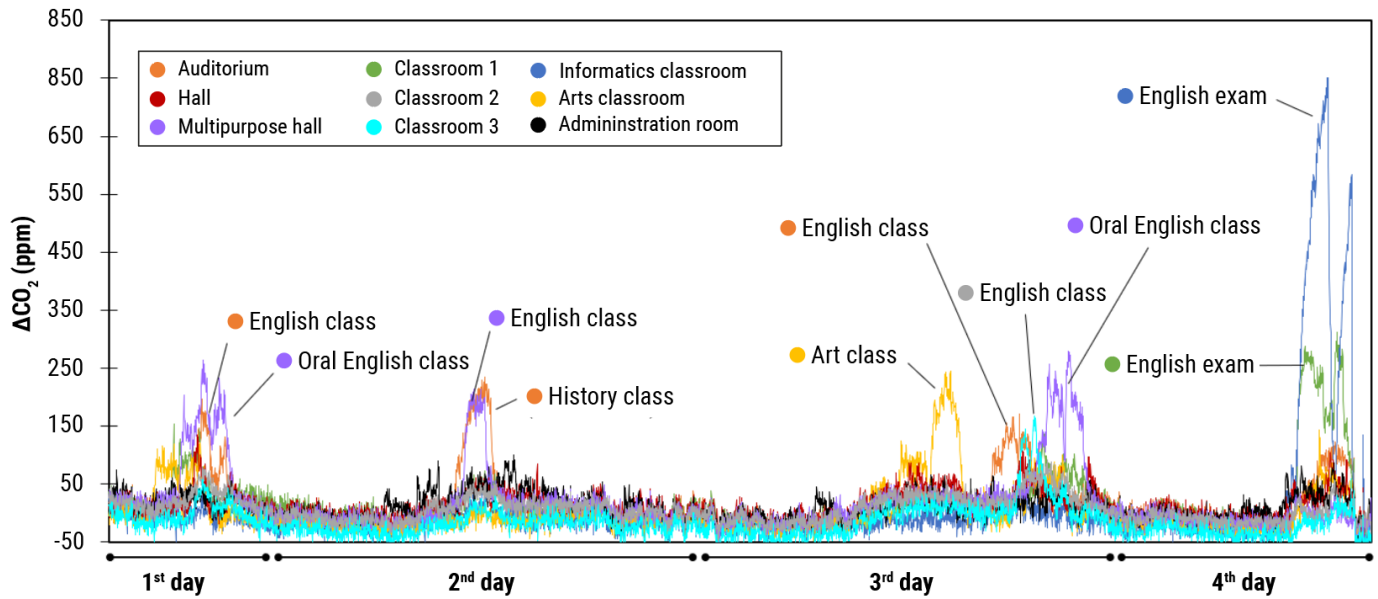 850
850
650
550
450
350
250
150
50
-50
ΔCO₂ (ppm)
Auditorium
Hall
Multipurpose hall
Classroom 1
Classroom 2
Classroom 3
Informatics classroom
Arts classroom
Admininstration room
English class
Oral English class
English class
History class
Art class
English class
English class
Oral English class
English exam
English exam
1st day
2nd day
3rd day
4th day